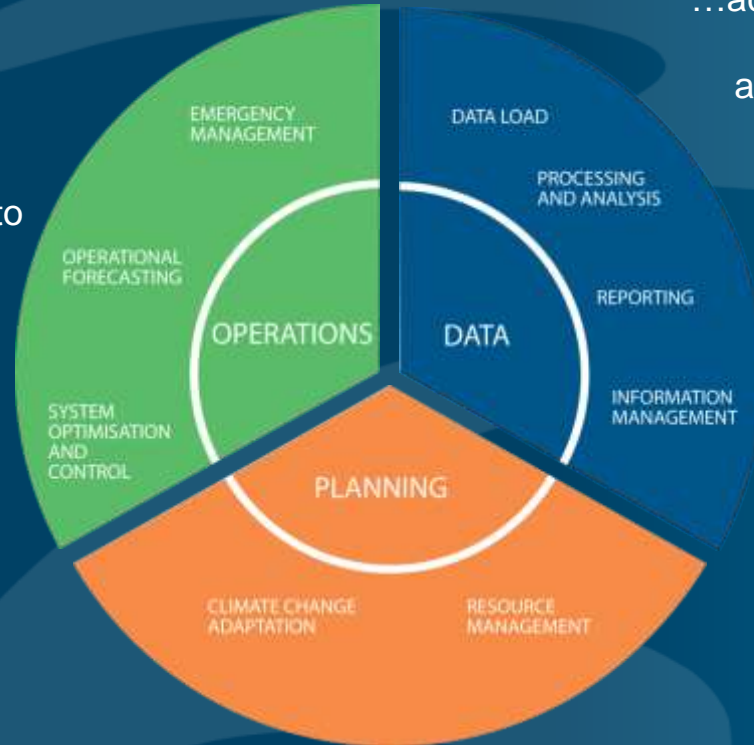 EMERGENCY
MANAGEMENT
OPERATIONAL
FORECASTING
SYSTEM
OPTIMISATION
AND
CONTROL
OPERATIONS
DATA LOAD
PROCESSING
AND ANALYSIS
REPORTING
INFORMATION
MANAGEMENT
DATA
PLANNING
CLIMATE CHANGE
ADAPTATION
RESOURCE
MANAGEMENT